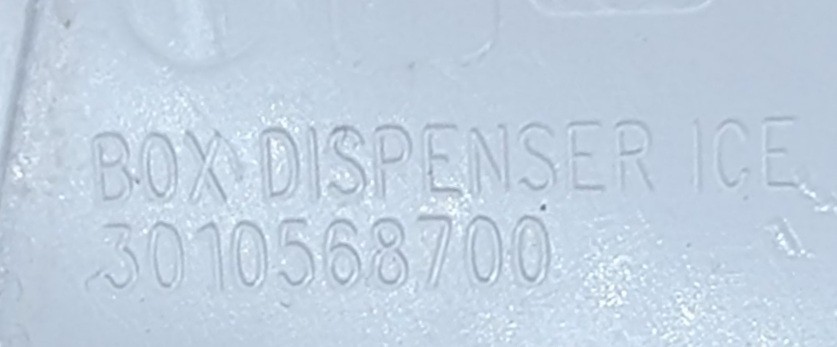 BOX DISPENSER ICE
3010568700